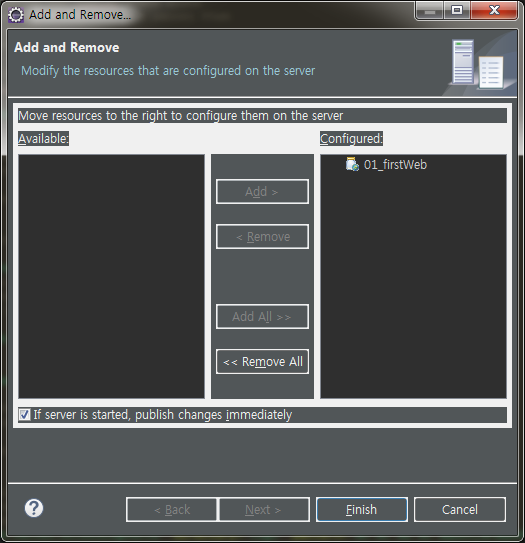 Add and Remove...
Add and Remove
Modify the resources that are configured on the server
Move resources to the right to configure them on the server
Available:
Configured:
01_firstWeb
Add >
< Remove
Add All >>
<< Remove All
If server is started, publish changes immediately
?
< Back
Next >
Finish
Cancel